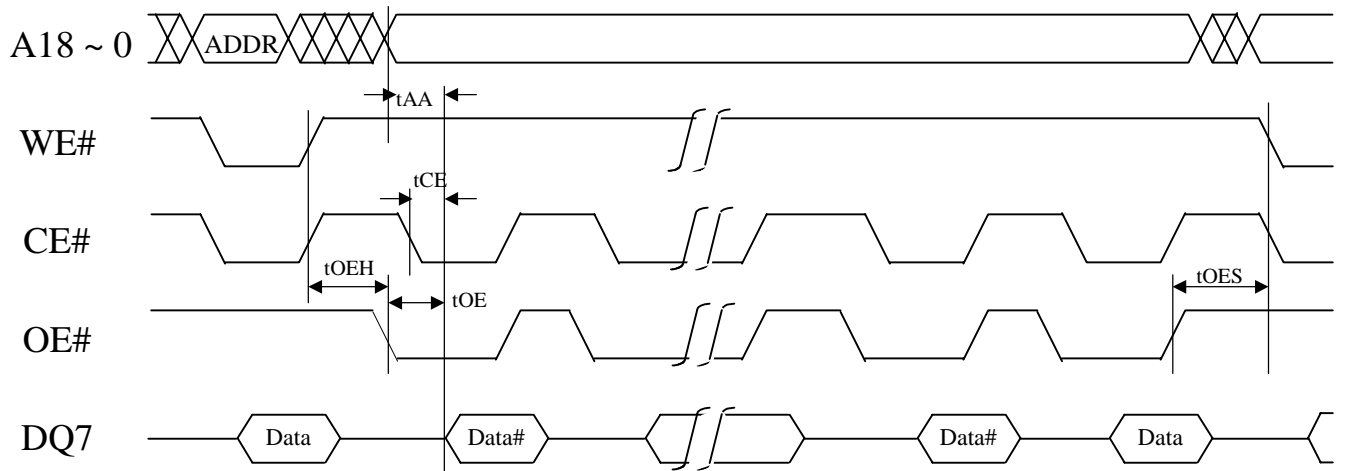 A18 ~ 0
ADDR
tAA
WE#
tCE
CE#
tOEH
tOE
tOES
OE#
DQ7
Data
Data#
Data#
Data